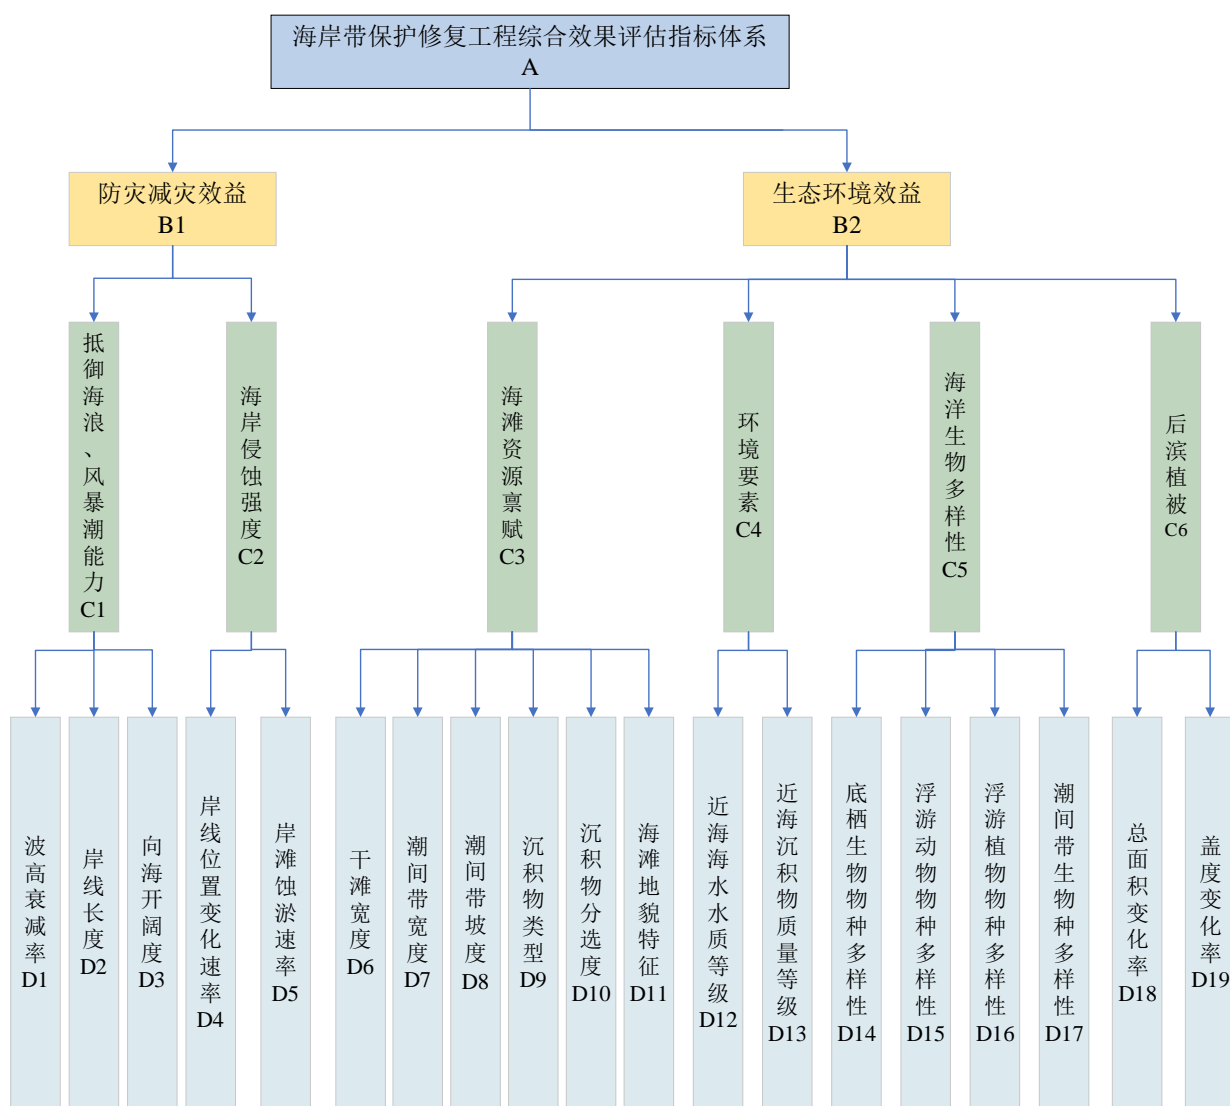 海岸带保护修复工程综合效果评估指标体系
A
防灾减灾效益
B1
生态环境效益
B2
抵御海浪、风暴潮能力
C1
海岸侵蚀强度
C2
海滩资源禀赋
C3
环境要素
C4
海洋生物多样性
C5
后滨植被
C6
波高衰减率
D1
岸线长度
D2
向海开阔度
D3
岸线位置变化速率
D4
岸滩蚀淤速率
D5
干滩宽度
D6
潮间带宽度
D7
潮间带坡度
D8
沉积物类型
D9
沉积物分选度
D10
海滩地貌特征
D11
近海海水水质等级
D12
近海沉积物质量等级
D13
底栖生物物种多样性
D14
浮游动物物种多样性
D15
浮游植物物种多样性
D16
潮间带生物种多样性
D17
总面积变化率
D18
盖度变化率
D19